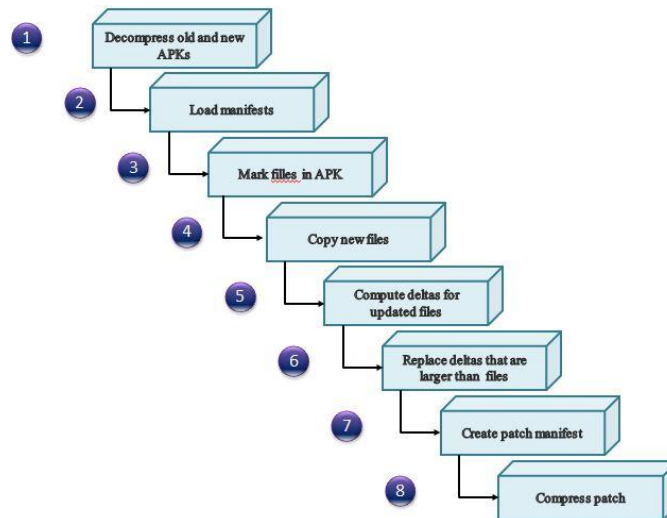 1
Decompress old and new
APKs
2
Load manifests
3
Mark filles in APK
4
Copy new files
5
Compute deltas for
updated files
6
Replace deltas that are
larger than files
7
Create patch manifest
8
Compress patch